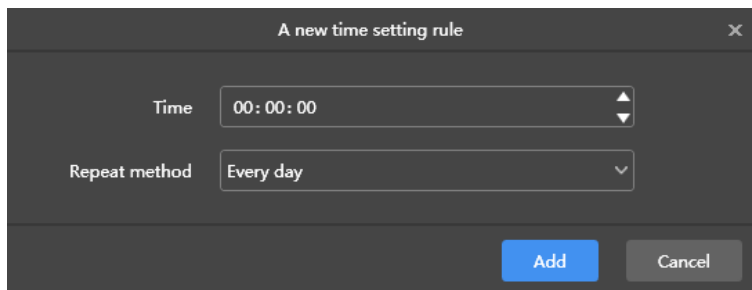 A new time setting rule
Time 00:00:00
Repeat method Every day
Add Cancel